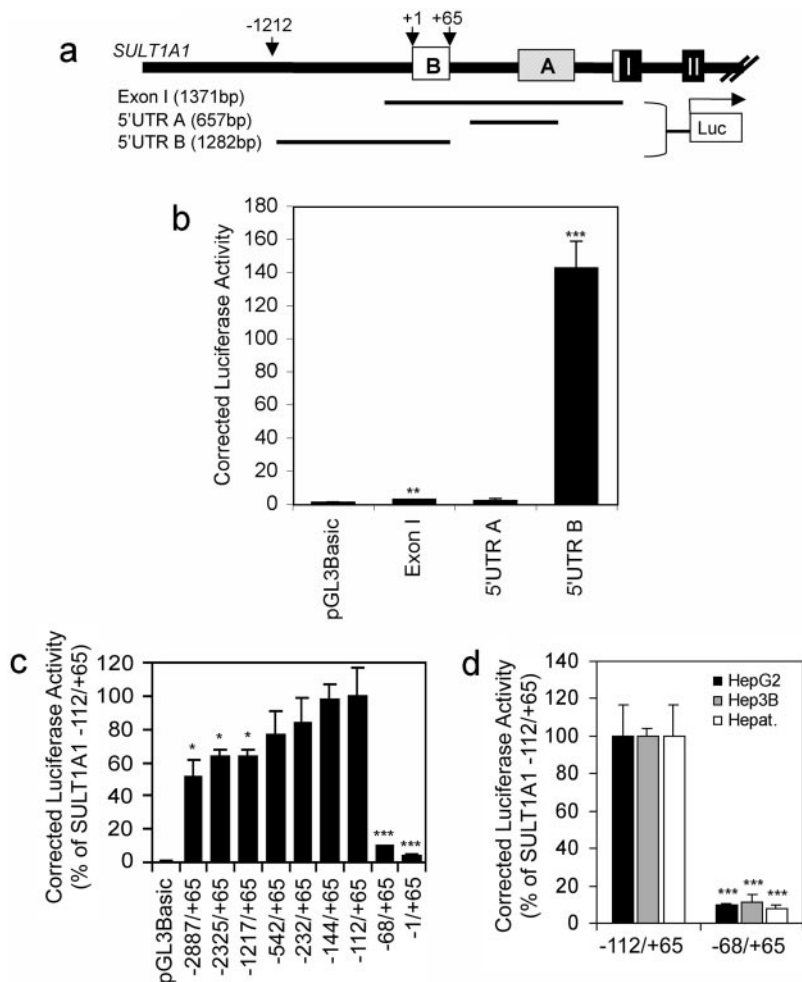 a
SULT1A1
-1212
+1
+65
B
A
I
II
Exon I (1371bp)
5'UTR A (657bp)
5'UTR B (1282bp)
Luc
b
Corrected Luciferase Activity
180
160
140
120
100
80
60
40
20
0
**
***
pGL3Basic
Exon I
5'UTR A
5'UTR B
c
Corrected Luciferase Activity
(% of SULT1A1 -112/+65)
120
100
80
60
40
20
0
*
*
*
***
***
pGL3Basic
-2887/+65
-2325/+65
-1217/+65
-542/+65
-232/+65
-144/+65
-112/+65
-68/+65
-1/+65
d
Corrected Luciferase Activity
(% of SULT1A1 -112/+65)
140
120
100
80
60
40
20
0
HepG2
Hep3B
Hepat.
***
***
***
-112/+65
-68/+65